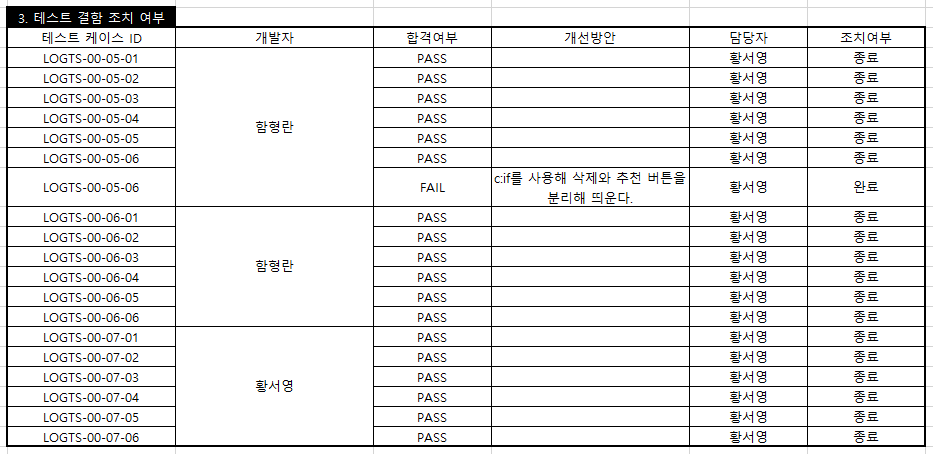 3. 테스트 결함 조치 여부
테스트 케이스 ID 개발자 합격여부 개선방안 담당자 조치여부
LOGTS-00-05-01 PASS 황서영 종료
LOGTS-00-05-02 PASS 황서영 종료
LOGTS-00-05-03 PASS 황서영 종료
LOGTS-00-05-04 함형란 PASS 황서영 종료
LOGTS-00-05-05 PASS 황서영 종료
LOGTS-00-05-06 PASS 황서영 종료
LOGTS-00-05-06 FAIL c:if를 사용해 삭제와 추천 버튼을 황서영 완료
분리해 띄운다.
LOGTS-00-06-01 PASS 황서영 종료
LOGTS-00-06-02 PASS 황서영 종료
LOGTS-00-06-03 함형란 PASS 황서영 종료
LOGTS-00-06-04 PASS 황서영 종료
LOGTS-00-06-05 PASS 황서영 종료
LOGTS-00-06-06 PASS 황서영 종료
LOGTS-00-07-01 PASS 황서영 종료
LOGTS-00-07-02 PASS 황서영 종료
LOGTS-00-07-03 황서영 PASS 황서영 종료
LOGTS-00-07-04 PASS 황서영 종료
LOGTS-00-07-05 PASS 황서영 종료
LOGTS-00-07-06 PASS 황서영 종료